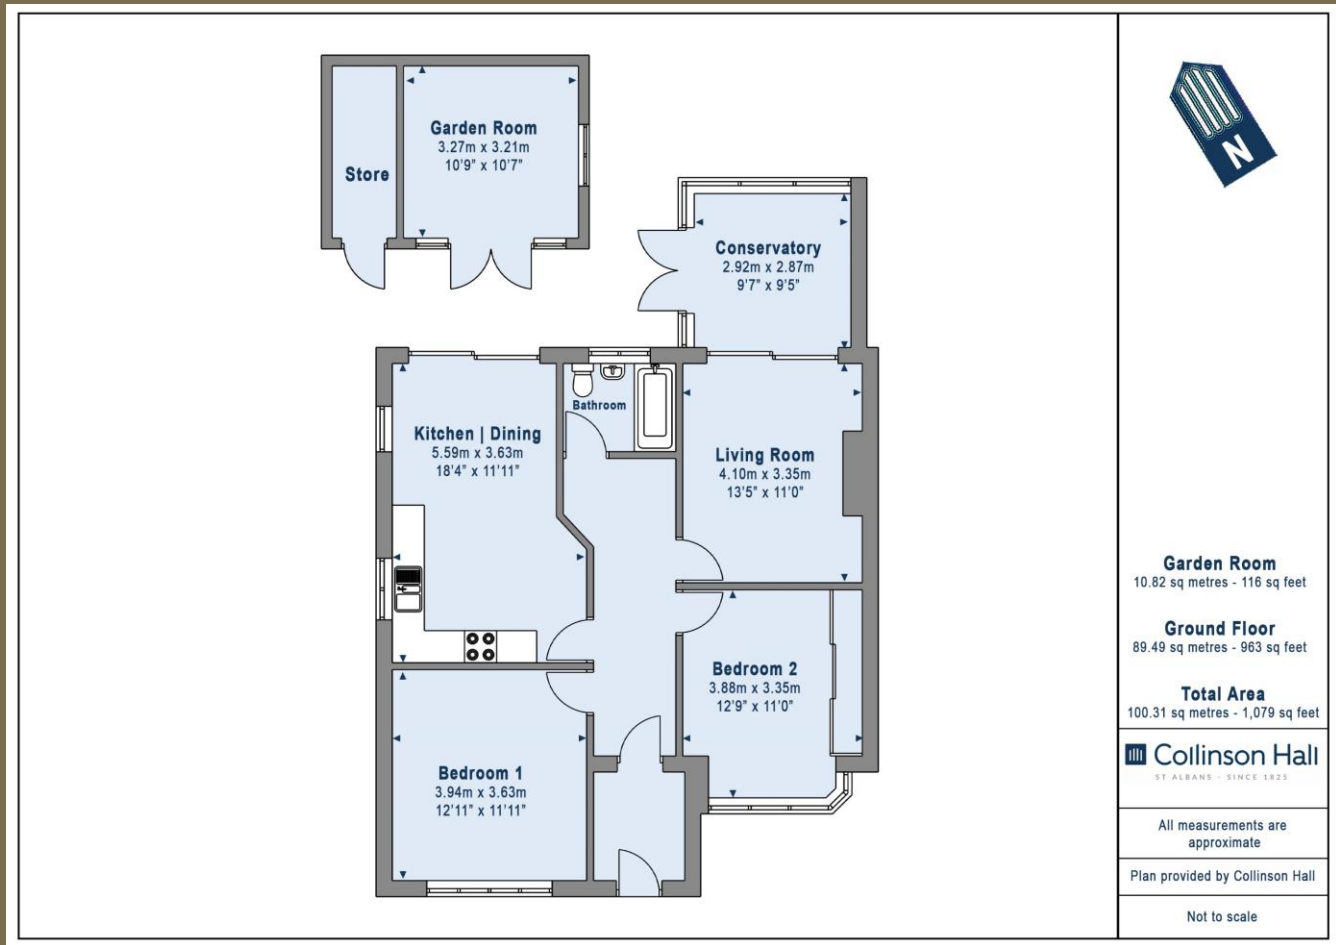 Garden Room
3.27m x 3.21m
10'9" x 10'7"
Store
Conservatory
2.92m x 2.87m
9'7" x 9'5"
Kitchen | Dining
5.59m x 3.63m
18'4" x 11'11"
Bathroom
Living Room
4.10m x 3.35m
13'5" x 11'0"
Bedroom 2
3.88m x 3.35m
12'9" x 11'0"
Bedroom 1
3.94m x 3.63m
12'11" x 11'11"
N
Garden Room
10.82 sq metres - 116 sq feet
Ground Floor
89.49 sq metres - 963 sq feet
Total Area
100.31 sq metres - 1,079 sq feet
Collinson Hall
ST ALBANS - SINCE 1825
All measurements are
approximate
Plan provided by Collinson Hall
Not to scale